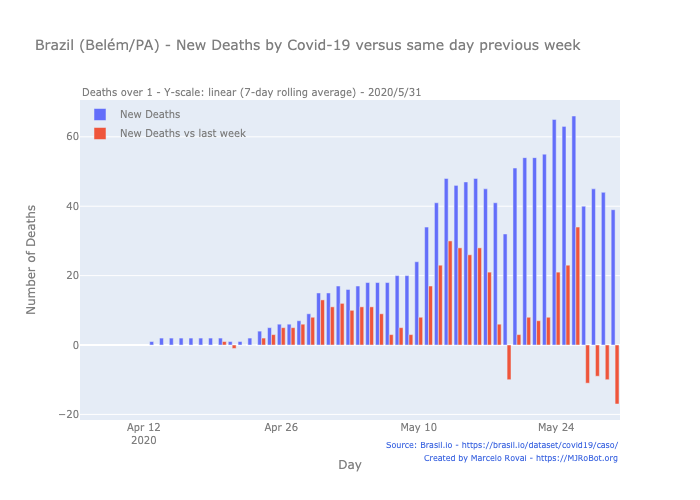 Brazil (Belém/PA) - New Deaths by Covid-19 versus same day previous week
Deaths over 1 - Y-scale: linear (7-day rolling average) - 2020/5/31
New Deaths
New Deaths vs last week
60
40
20
0
−20
Number of Deaths
Apr 12
2020
Apr 26
May 10
May 24
Day
Source: Brasil.io - https://brasil.io/dataset/covid19/caso/
Created by Marcelo Rovai - https://MJRoBot.org